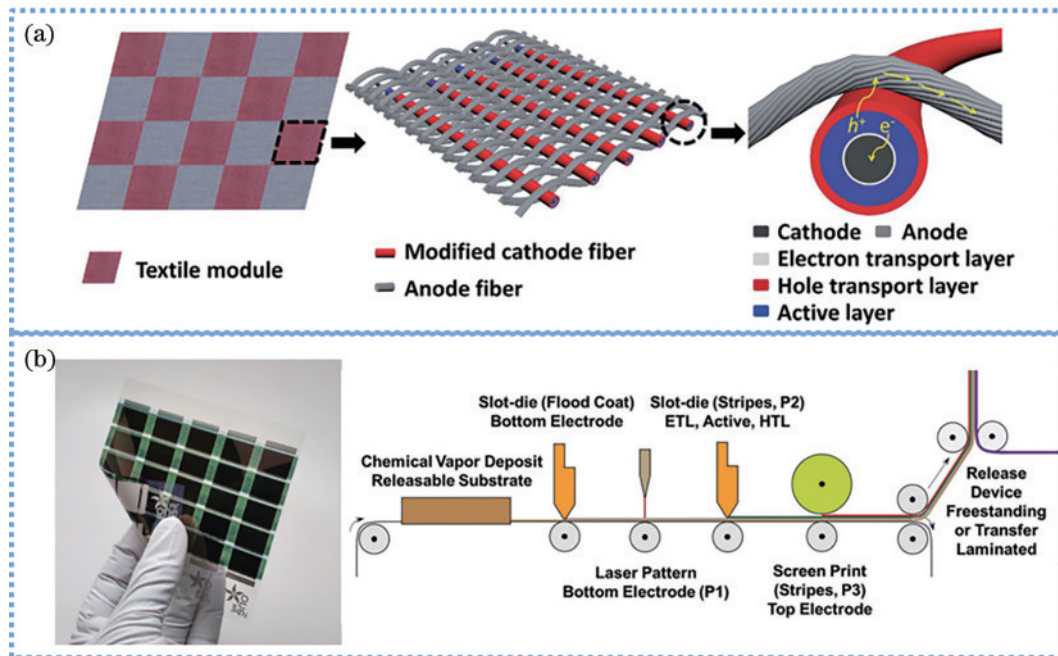 (a)
h⁺
e⁻
Textile module
Modified cathode fiber
Anode fiber
Cathode Anode
Electron transport layer
Hole transport layer
Active layer
(b)
Slot-die (Flood Coat)
Bottom Electrode
Slot-die (Stripes, P2)
ETL, Active, HTL
Chemical Vapor Deposit
Releasable Substrate
Laser Pattern
Bottom Electrode (P1)
Screen Print
(Stripes, P3)
Top Electrode
Release
Device
Freestanding
or Transfer
Laminated